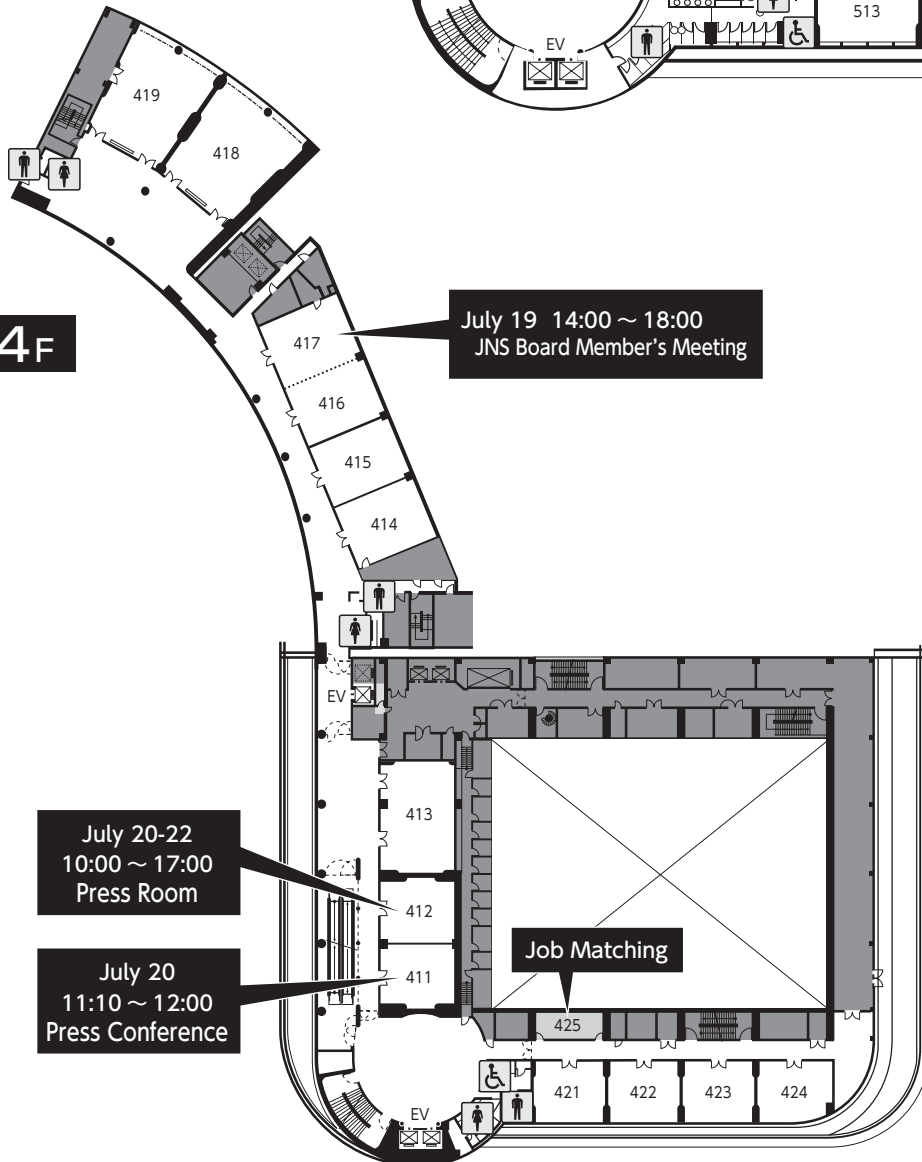 513
EV
419
418
4F
417
July 19 14:00 ～ 18:00
JNS Board Member's Meeting
416
415
414
EV
413
July 20-22
10:00 ～ 17:00
Press Room
412
Job Matching
July 20
11:10 ～ 12:00
Press Conference
411
425
421
422
423
424
EV